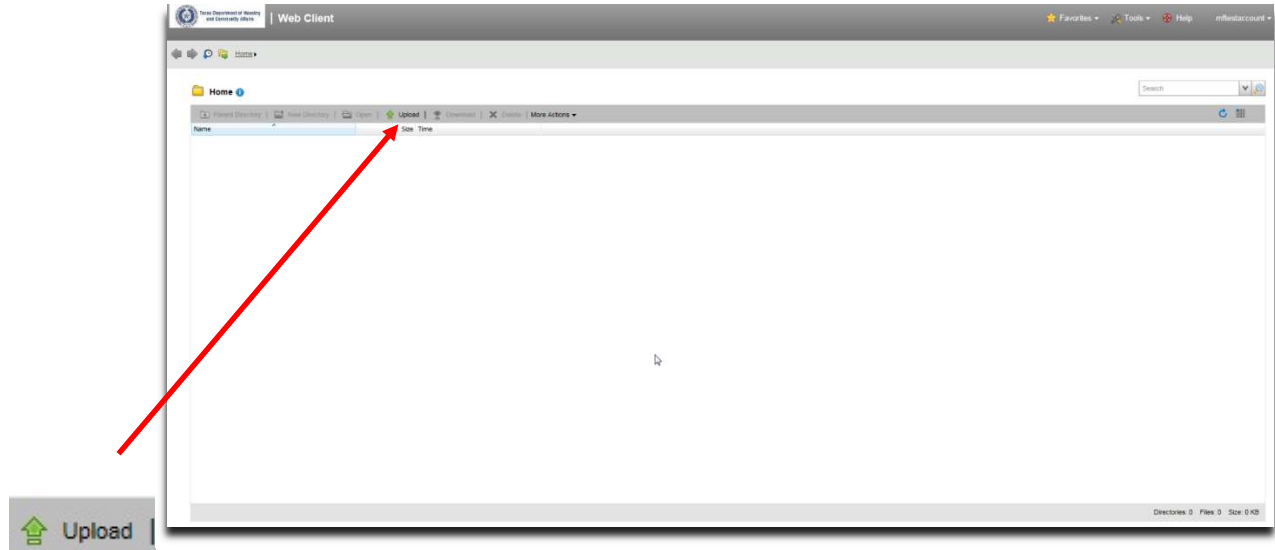 Texas Department of Housing
and Community Affairs
Web Client
Favorites
Tools
Help
mftestaccount
Home
Home
Search
Parent Directory | New Directory | Open | Upload | Download | Delete | More Actions
Name Size Time
Directories: 0 Files: 0 Size: 0 KB
Upload |